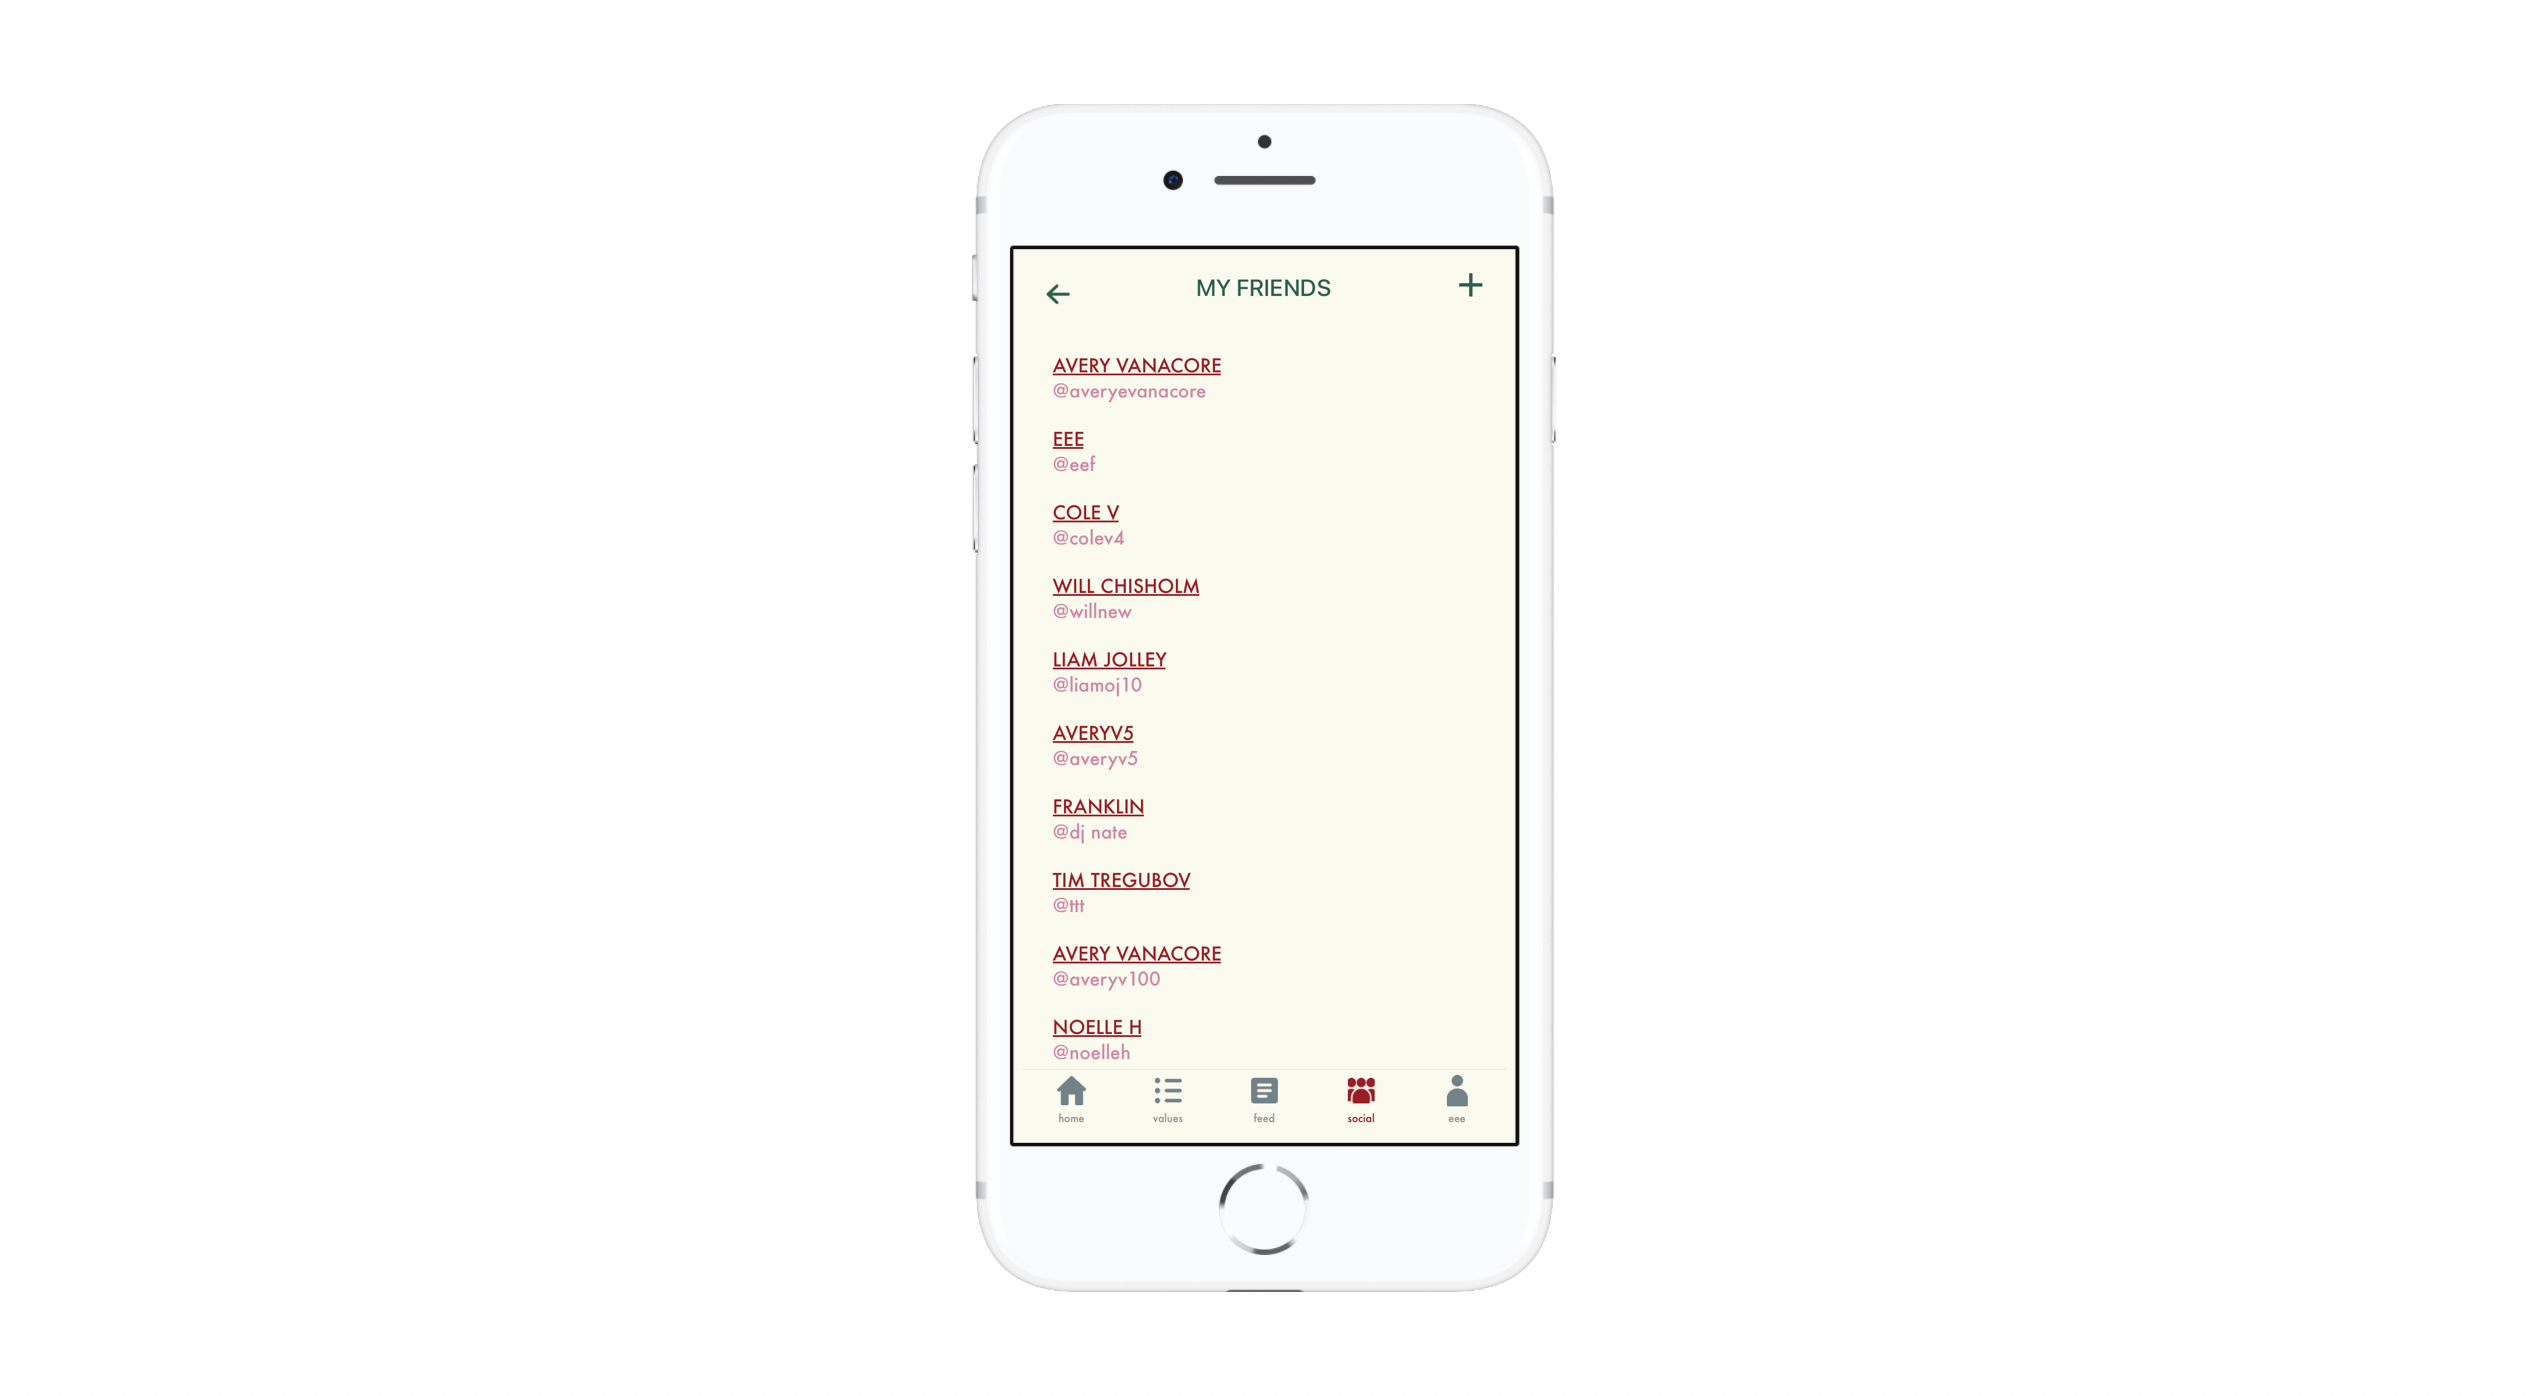 MY FRIENDS
AVERY VANACORE
@averyevanacore
EEE
@eef
COLE V
@colev4
WILL CHISHOLM
@willnew
LIAM JOLLEY
@liamoj10
AVERYV5
@averyv5
FRANKLIN
@dj nate
TIM TREGUBOV
@ttt
AVERY VANACORE
@averyv100
NOELLE H
@noelleh
home values feed social eee